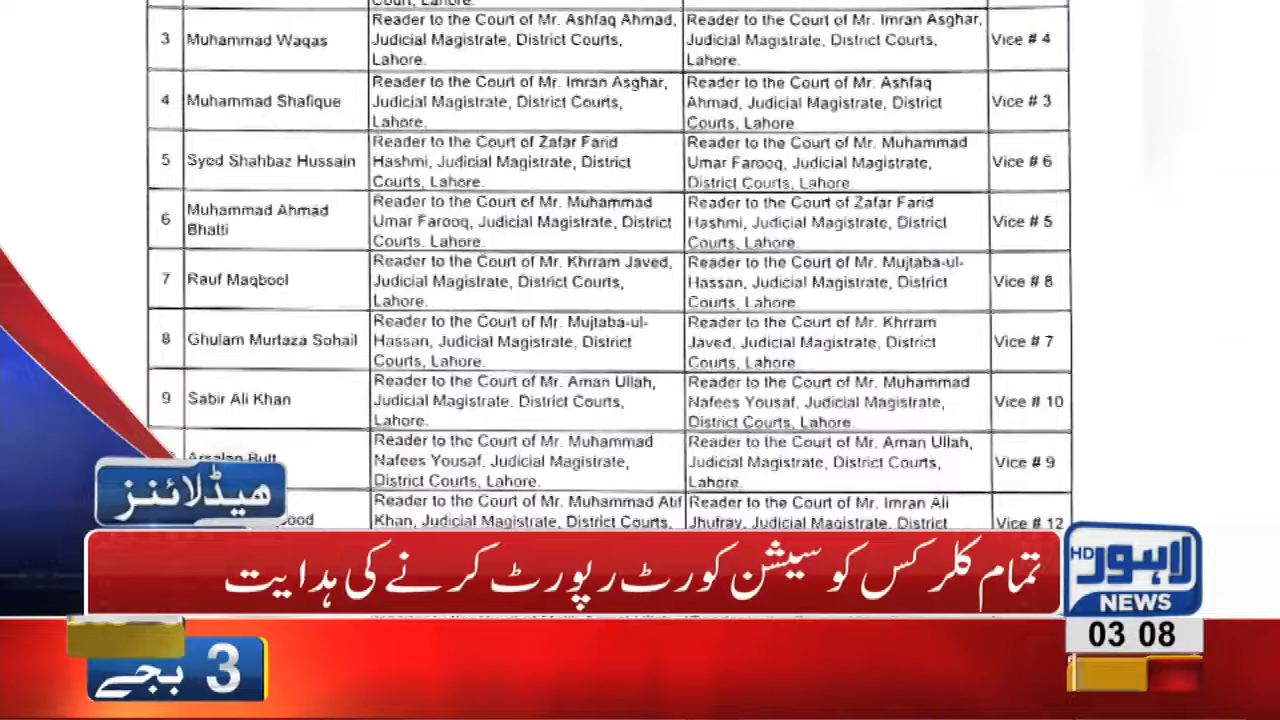 Court, Lahore.
3 Muhammad Waqas Reader to the Court of Mr. Ashfaq Ahmad, Reader to the Court of Mr. Imran Asghar, Vice # 4
Judicial Magistrate, District Courts, Judicial Magistrate, District Courts,
Lahore. Lahore.
4 Muhammad Shafique Reader to the Court of Mr. Imran Asghar, Reader to the Court of Mr. Ashfaq Vice # 3
Judicial Magistrate, District Courts, Ahmad, Judicial Magistrate, District
Lahore. Courts, Lahore
5 Syed Shahbaz Hussain Reader to the Court of Zafar Farid Reader to the Court of Mr. Muhammad Vice # 6
Hashmi, Judicial Magistrate, District Umar Farooq, Judicial Magistrate,
Courts, Lahore. District Courts, Lahore.
6 Muhammad Ahmad Reader to the Court of Mr. Muhammad Reader to the Court of Zafar Farid Vice # 5
Bhatti Umar Farooq, Judicial Magistrate, District Hashmi, Judicial Magistrate, District
Courts. Lahore. Courts, Lahore.
7 Rauf Maqbool Reader to the Court of Mr. Khrram Javed, Reader to the Court of Mr. Mujtaba-ul- Vice # 8
Judicial Magistrate, District Courts, Hassan, Judicial Magistrate, District
Lahore. Courts, Lahore.
8 Ghulam Murtaza Sohail Reader to the Court of Mr. Mujtaba-ul- Reader to the Court of Mr. Khrram Vice # 7
Hassan, Judicial Magistrate, District Javed, Judicial Magistrate, District
Courts, Lahore. Courts, Lahore.
9 Sabir Ali Khan Reader to the Court of Mr. Aman Ullah, Reader to the Court of Mr. Muhammad Vice # 10
Judicial Magistrate. District Courts, Nafees Yousaf, Judicial Magistrate,
Lahore. District Courts, Lahore.
Arsalan Butt Reader to the Court of Mr. Muhammad Reader to the Court of Mr. Aman Ullah, Vice # 9
Nafees Yousaf, Judicial Magistrate, Judicial Magistrate, District Courts,
District Courts, Lahore. Lahore.
Reader to the Court of Mr. Muhammad Atif Reader to the Court of Mr. Imran Ali Vice # 12
Khan, Judicial Magistrate, District Courts, Jhutray, Judicial Magistrate, District
ھیڈلائنز
تمام کلرکس کو سیشن کورٹ رپورٹ کرنے کی ہدایت
لاہور HD
NEWS
03 08
3 بجے